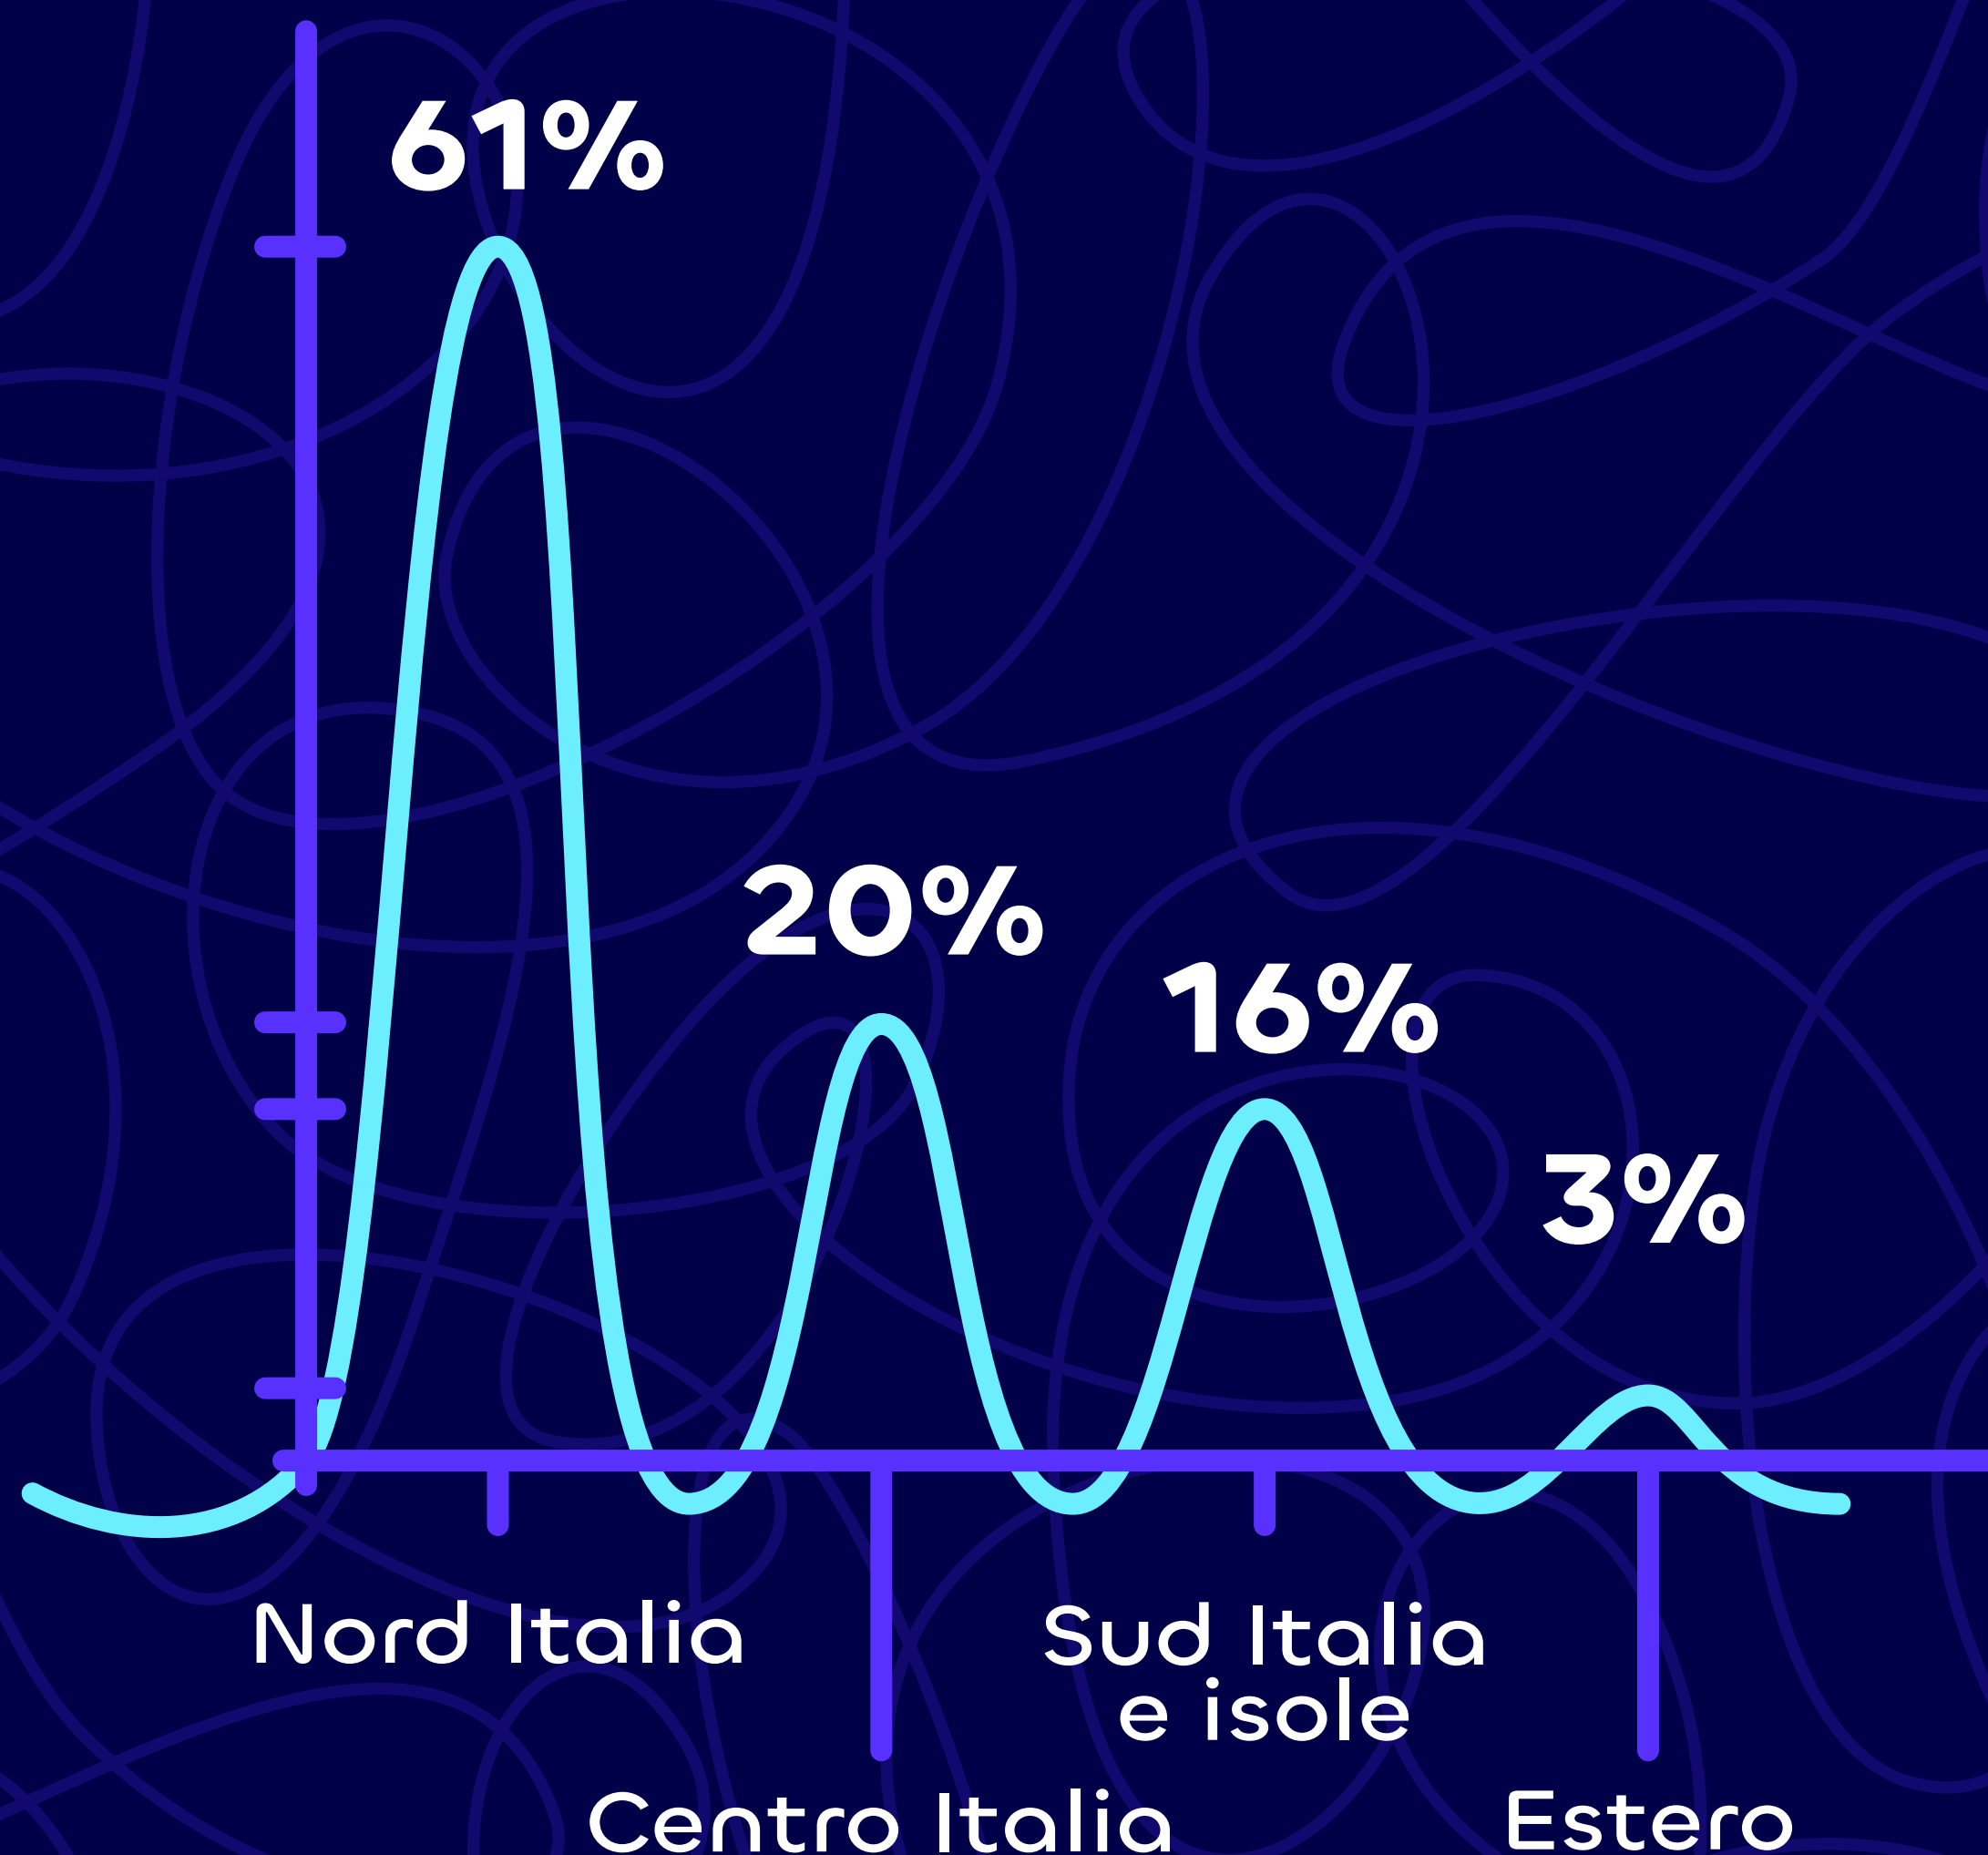 61%
20%
16%
3%
Nord Italia
Sud Italia
e isole
Centro Italia
Estero